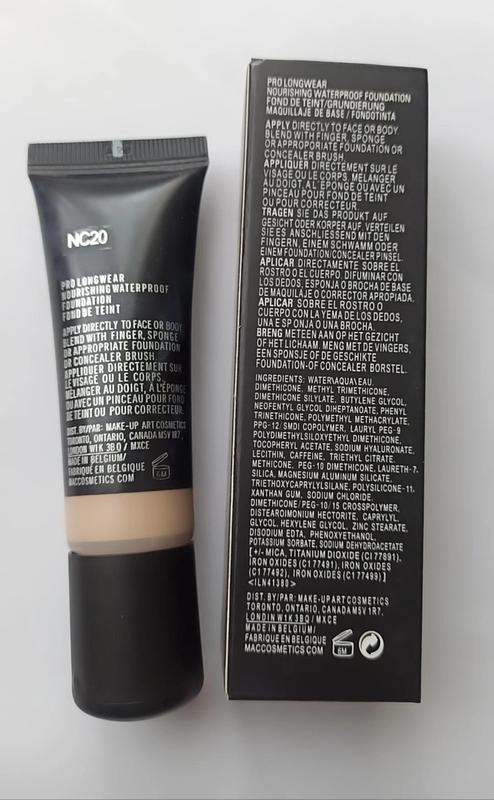 NC20
PRO LONGWEAR
NOURISHING WATERPROOF
FOUNDATION
FOND DE TEINT
APPLY DIRECTLY TO FACE OR BODY.
BLEND WITH FINGER, SPONGE
OR APPROPRIATE FOUNDATION
OR CONCEALER BRUSH.
APPLIQUER DIRECTEMENT SUR
LE VISAGE OU LE CORPS.
MÉLANGER AU DOIGT, À L'ÉPONGE
OU AVEC UN PINCEAU POUR FOND
DE TEINT OU POUR CORRECTEUR.
DIST. BY/PAR: MAKE-UP ART COSMETICS
TORONTO, ONTARIO, CANADA M5V 1R7,
LONDON W1K 3BQ / MXCE
MADE IN BELGIUM/
FABRIQUÉ EN BELGIQUE
MACCOSMETICS.COM
6M
PRO LONGWEAR
NOURISHING WATERPROOF FOUNDATION
FOND DE TEINT/GRUNDIERUNG
MAQUILLAJE DE BASE / FONDOTINTA
APPLY DIRECTLY TO FACE OR BODY.
BLEND WITH FINGER, SPONGE
OR APPORORIATE FOUNDATION OR
CONCEALER BRUSH.
APPLIQUER DIRECTEMENT SUR LE
VISAGE OU LE CORPS, MELANGER
AU DOIGT, A L'EPONGE OU AVEC UN
PINCEAU POUR FOND DE TEINT
OU POUR CORRECTEUR.
TRAGEN SIE DAS PRODUKT AUF
GESICHT ODER KORPER AUF. VERTEILEN
SIE ES ANSCHLIESSEND MIT DEN
FINGERN, EINEM SCHWAMM ODER
EINEM FOUNDATION/CONCEALER PINSEL.
APLICAR DIRECTAMENTE SOBRE EL
ROSTRO O EL CUERPO. DIFUMINAR CON
LOS DEDOS, ESPONJA O BROCHA DE BASE
DE MAQUILAJE O CORRECTOR APROPIADA.
APLICAR SOBRE EL ROSTRO O
CUERPO CON LA YEMA DE LOS DEDOS,
UNA ESPONJA O UNA BROCHA.
BRENG METEEN AAN OP HET GEZICHT
OF HET LICHAAM. MENG MET DE VINGERS,
EEN SPONSJE OF DE GESCHIKTE
FOUNDATION-OF CONCEALER BORSTEL.
INGREDIENTS: WATER\AQUA\EAU,
DIMETHICONE, METHYL TRIMETHICONE,
DIMETHICONE SILYLATE, BUTYLENE GLYCOL,
NEOPENTYL GLYCOL DIHEPTANOATE, PHENYL
TRIMETHICONE, POLYMETHYL METHACRYLATE,
PPG-12/ SMDI COPOLYMER, LAURYL PEG-9
POLYDIMETHYLSILOXYETHYL DIMETHICONE,
TOCOPHERYL ACETATE, SODIUM HYALURONATE,
LECITHIN, CAFFEINE, TRIETHYL CITRATE,
METHICONE, PEG-10 DIMETHICONE, LAURETH-7,
SILICA, MAGNESIUM ALUMINUM SILICATE,
TRIETHOXYCAPRYLYLSILANE, POLYSILICONE-11,
XANTHAN GUM, SODIUM CHLORIDE,
DIMETHICONE/PEG-10/15 CROSSPOLYMER,
DISTEARDIMONIUM HECTORITE, CAPRYLYL
GLYCOL, HEXYLENE GLYCOL, ZINC STEARATE,
DISODIUM EDTA, PHENOXYETHANOL,
POTASSIUM SORBATE, SODIUM DEHYDROACETATE
[+/- MICA, TITANIUM DIOXIDE (CI 77891),
IRON OXIDES (CI 77491), IRON OXIDES
(CI 77492), IRON OXIDES (CI 77499)]
<ILN41380>
DIST. BY/PAR: MAKE-UP ART COSMETICS
TORONTO, ONTARIO, CANADA M5V 1R7,
LONDON W1K 3BQ / MXCE
MADE IN BELGIUM/
FABRIQUE EN BELGIQUE
MACCOSMETICS.COM
6M